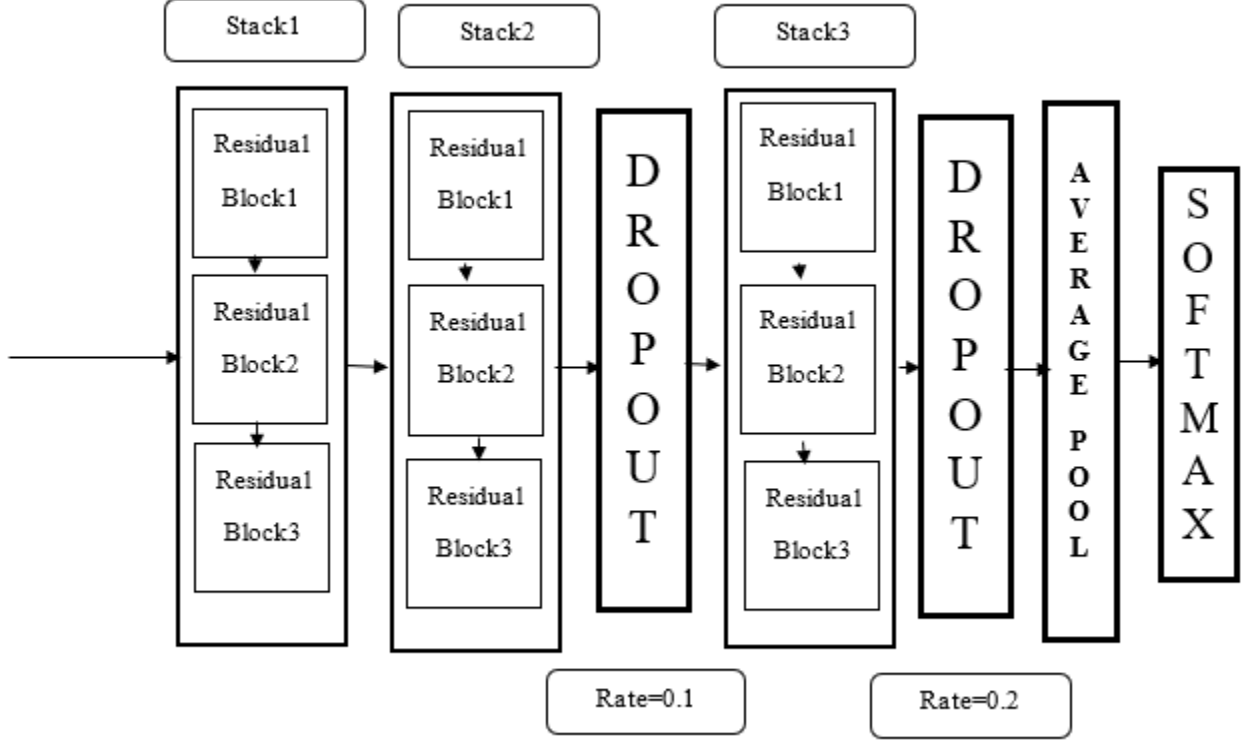 Stack1
Stack2
Stack3
Residual
Block1
Residual
Block2
Residual
Block3
Residual
Block1
Residual
Block2
Residual
Block3
DROPOUT
Residual
Block1
Residual
Block2
Residual
Block3
DROPOUT
AVERAGE POOL
SOFTMAX
Rate=0.1
Rate=0.2